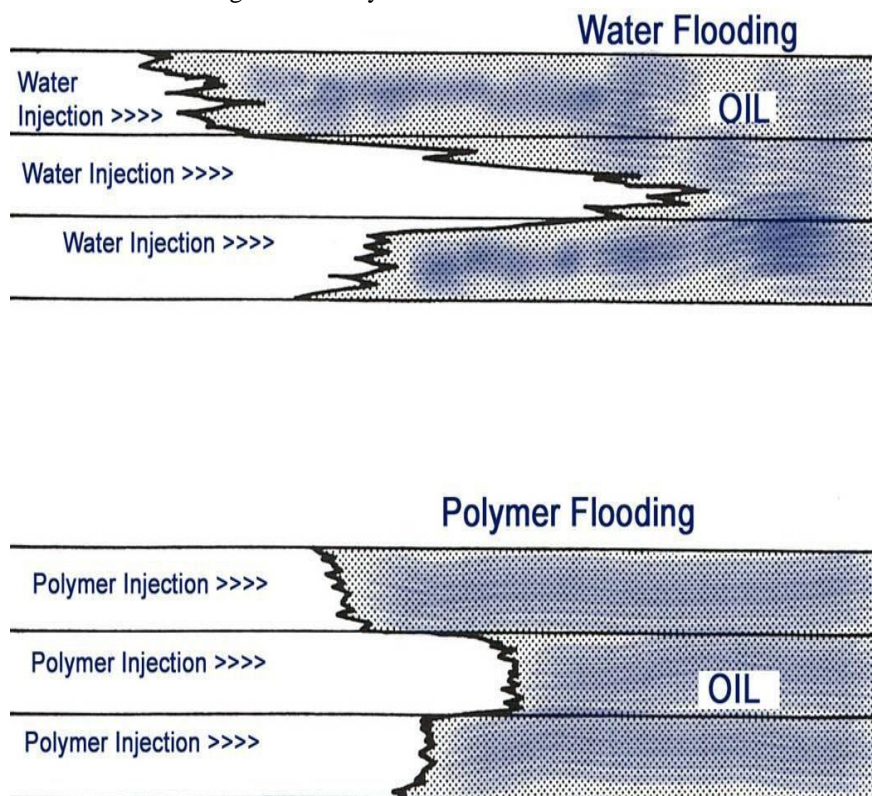 Water Flooding
Water
Injection >>>>
OIL
Water Injection >>>>
Water Injection >>>>
Polymer Flooding
Polymer Injection >>>>
Polymer Injection >>>>
OIL
Polymer Injection >>>>